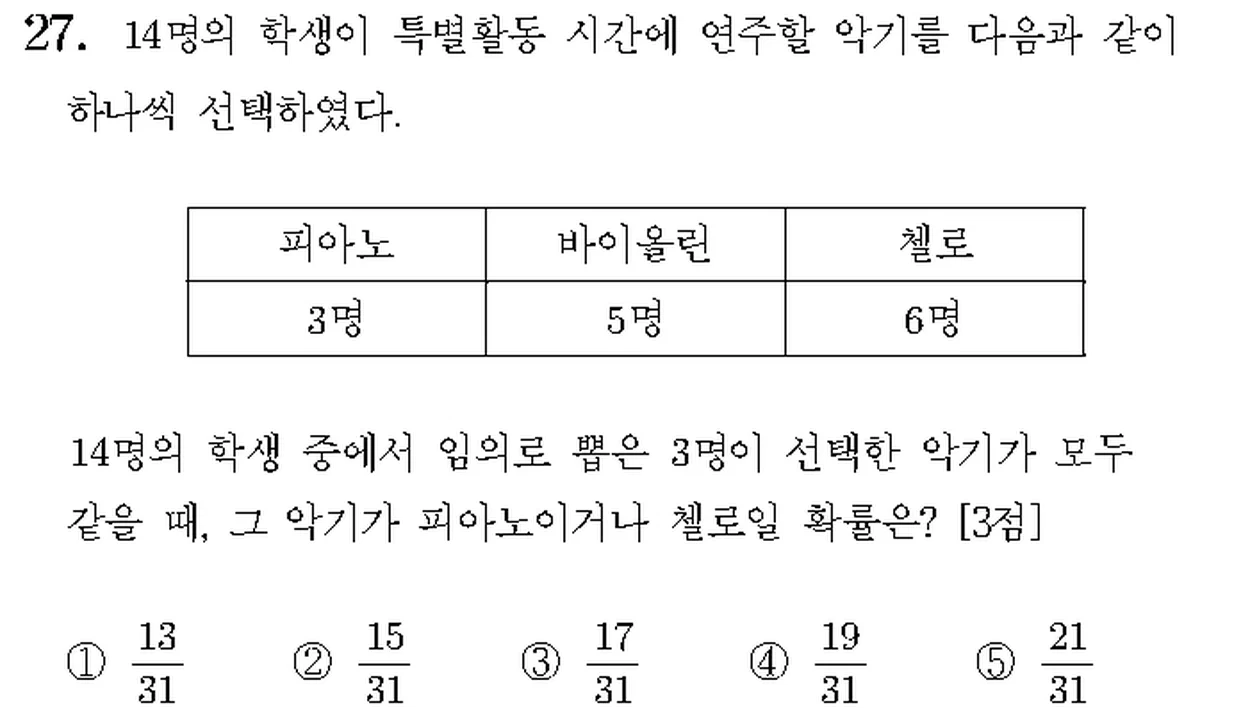 27. 14명의 학생이 특별활동 시간에 연주할 악기를 다음과 같이
하나씩 선택하였다.
피아노 바이올린 첼로
3명 5명 6명
14명의 학생 중에서 임의로 뽑은 3명이 선택한 악기가 모두
같을 때, 그 악기가 피아노이거나 첼로일 확률은? [3점]
① 13/31 ② 15/31 ③ 17/31 ④ 19/31 ⑤ 21/31